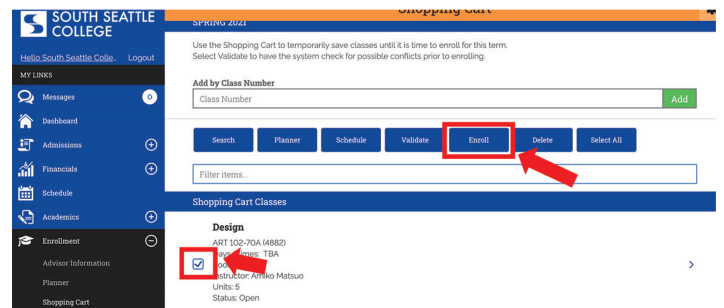 SOUTH SEATTLE
COLLEGE
Hello South Seattle Colle..
Logout
MY LINKS
Messages
0
Dashboard
Admissions
Financials
Schedule
Academics
Enrollment
Advisor Information
Planner
Shopping Cart
Shopping Cart
SPRING 2021
Use the Shopping Cart to temporarily save classes until it is time to enroll for this term.
Select Validate to have the system check for possible conflicts prior to enrolling.
Add by Class Number
Class Number
Add
Search
Planner
Schedule
Validate
Enroll
Delete
Select All
Filter items...
Shopping Cart Classes
Design
ART 102-70A (4882)
TBA
Instructor: Amiko Matsuo
Units: 5
Status: Open